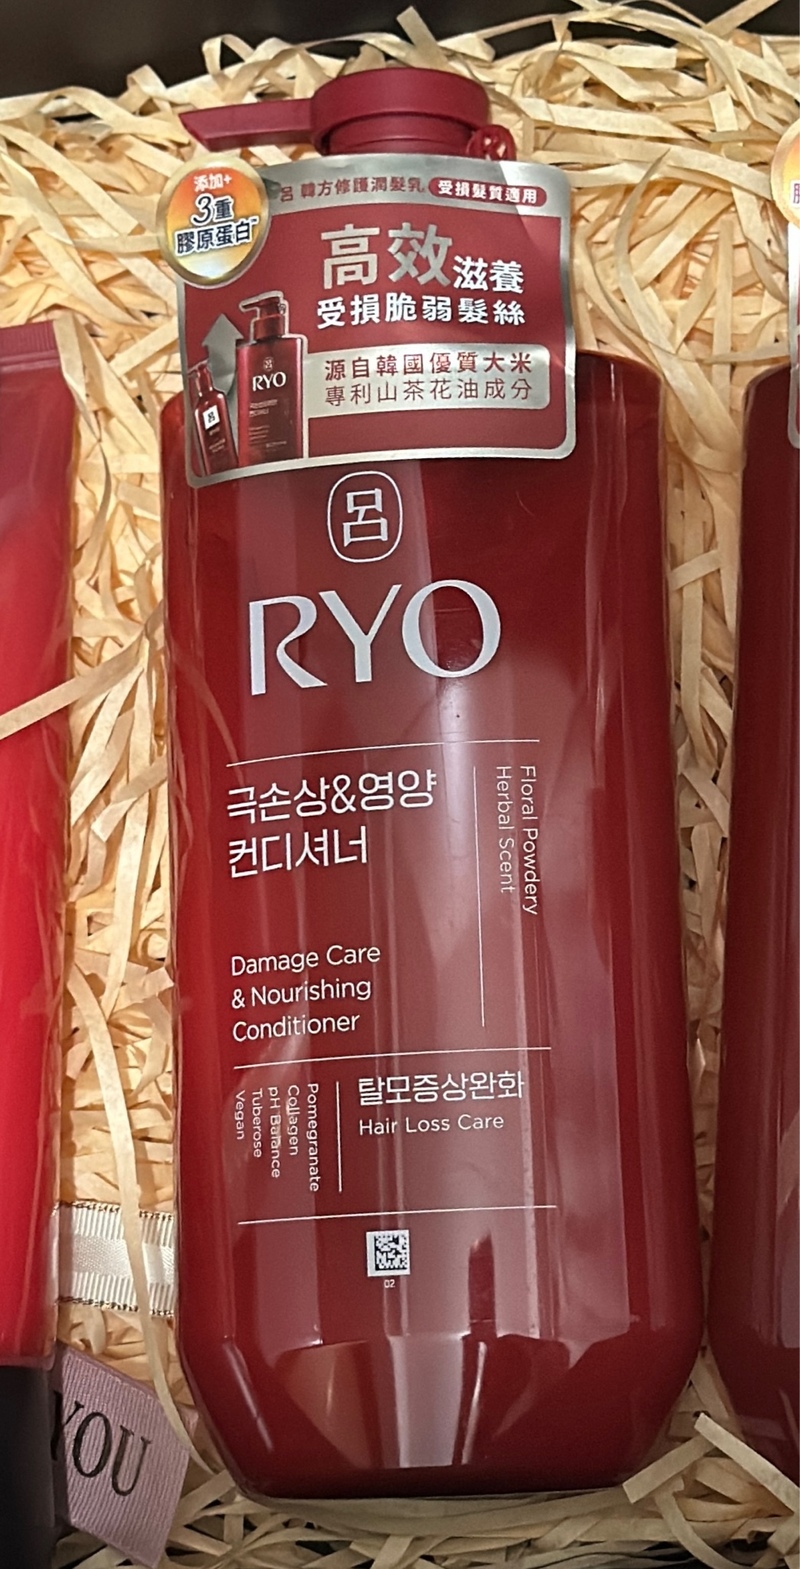 添加+
3重
膠原蛋白
呂 韓方修護潤髮乳 受損髮質適用
高效滋養
受損脆弱髮絲
源自韓國優質大米
專利山茶花油成分
呂
RYO
呂
RYO
극손상&영양
컨디셔너
Floral Powdery
Herbal Scent
Damage Care
& Nourishing
Conditioner
Pomegranate
Collagen
pH Balance
Tuberose
Vegan
탈모증상완화
Hair Loss Care
02
YOU